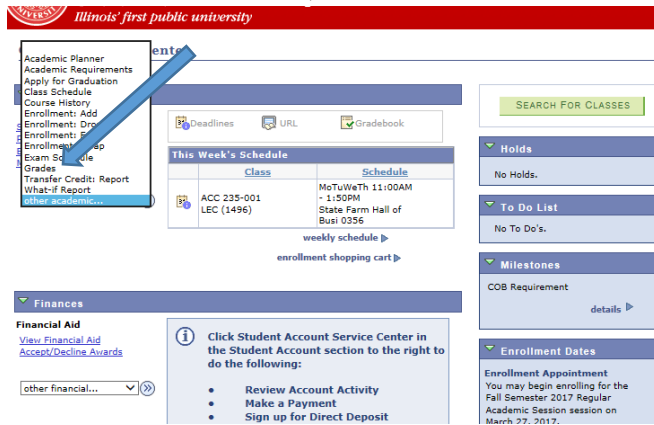 Illinois' first public university
ente
Academic Planner
Academic Requirements
Apply for Graduation
Class Schedule
Course History
Enrollment: Add
Enrollment: Dro
Enrollment: E
Enrollment ap
Exam Schedule
Grades
Transfer Credit: Report
What-if Report
other academic...
Deadlines URL Gradebook
This Week's Schedule
Class Schedule
ACC 235-001
LEC (1496)
MoTuWeTh 11:00AM
- 1:50PM
State Farm Hall of
Busi 0356
weekly schedule
enrollment shopping cart
Finances
Financial Aid
View Financial Aid
Accept/Decline Awards
other financial...
Click Student Account Service Center in
the Student Account section to the right to
do the following:
• Review Account Activity
• Make a Payment
• Sign up for Direct Deposit
SEARCH FOR CLASSES
Holds
No Holds.
To Do List
No To Do's.
Milestones
COB Requirement
details
Enrollment Dates
Enrollment Appointment
You may begin enrolling for the
Fall Semester 2017 Regular
Academic Session session on
March 27, 2017.